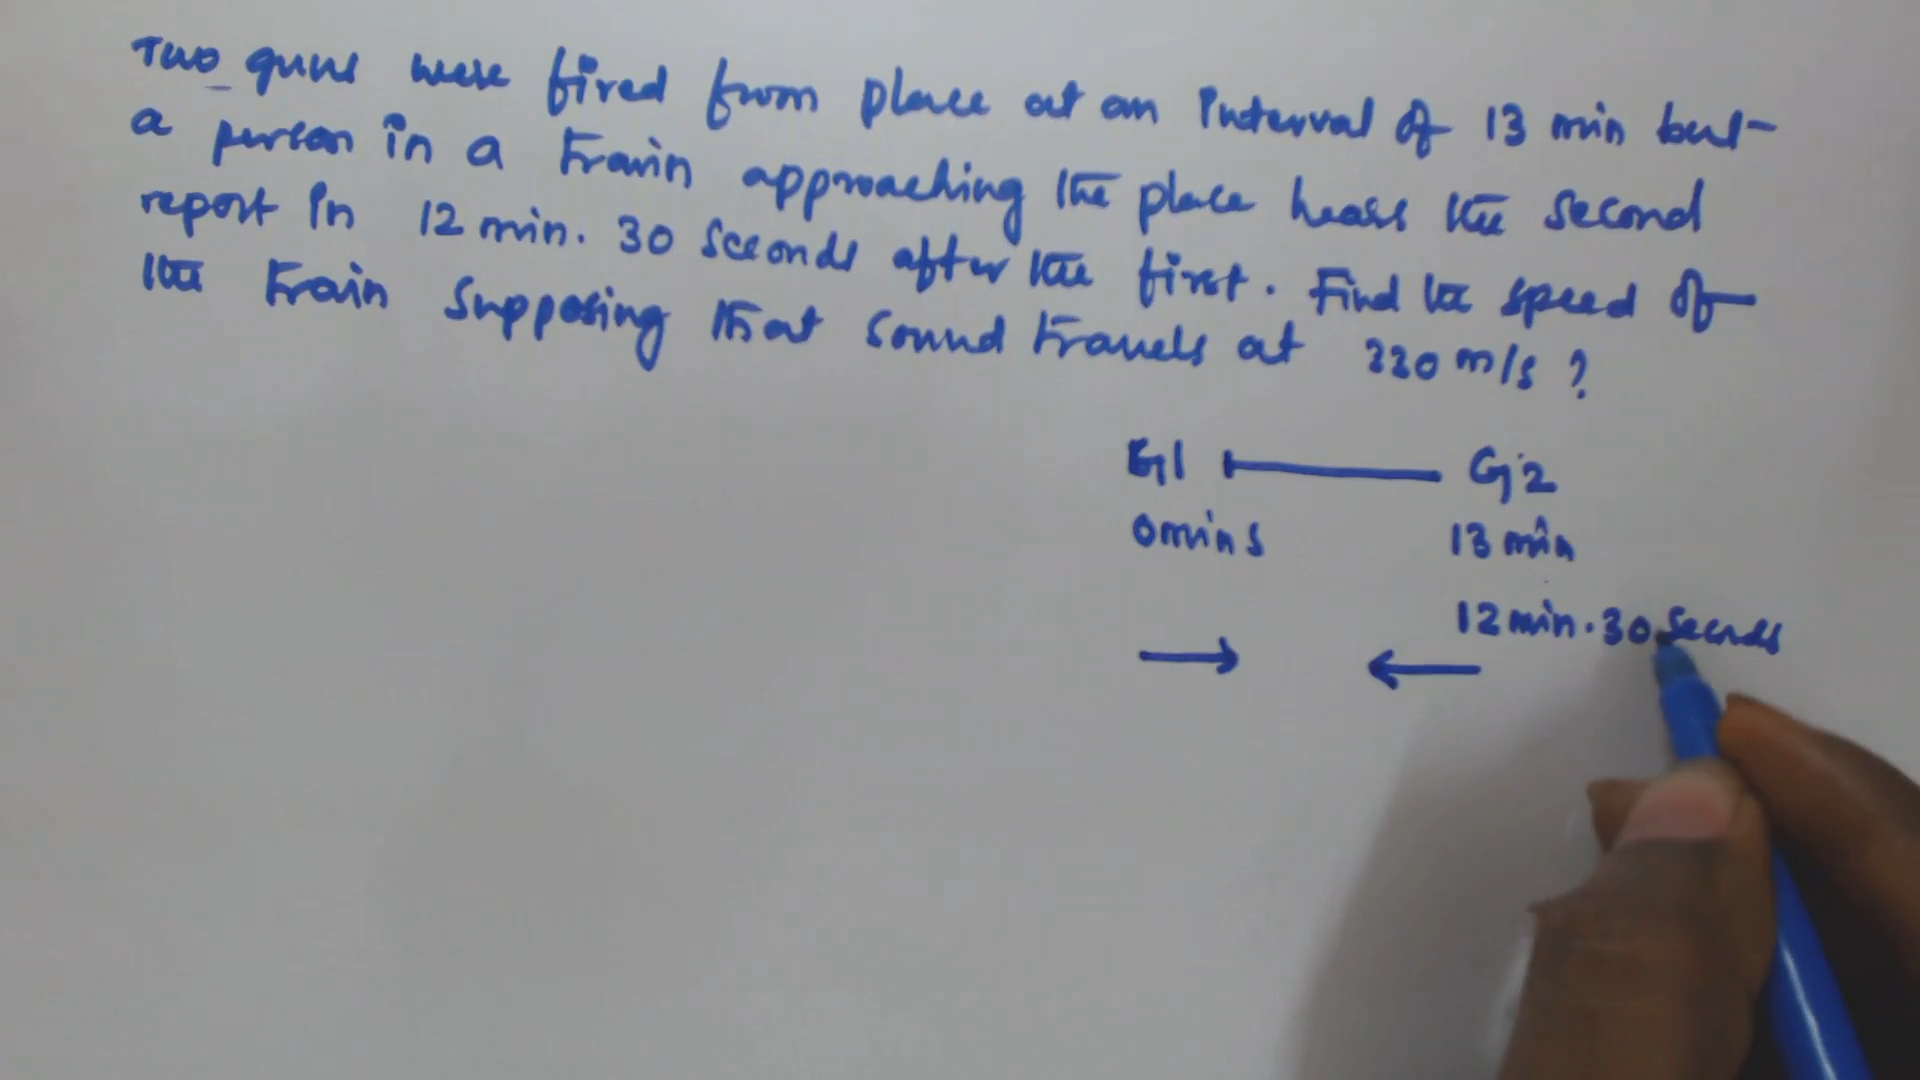 Two guns were fired from place at an interval of 13 min but
a person in a train approaching the place hears the second
report in 12 min. 30 seconds after the first. Find the speed of
the train supposing that sound travels at 330 m/s ?
G1 G2
0mins 13 min
12 min. 30 seconds